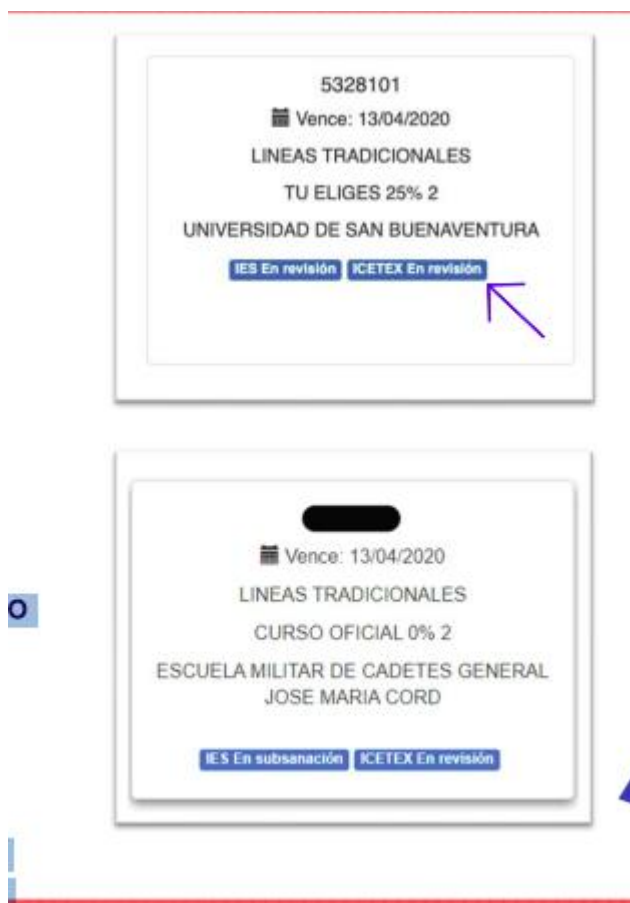 5328101
Vence: 13/04/2020
LINEAS TRADICIONALES
TU ELIGES 25% 2
UNIVERSIDAD DE SAN BUENAVENTURA
IES En revisión ICETEX En revisión
Vence: 13/04/2020
LINEAS TRADICIONALES
CURSO OFICIAL 0% 2
ESCUELA MILITAR DE CADETES GENERAL
JOSE MARIA CORD
O
IES En subsanación ICETEX En revisión